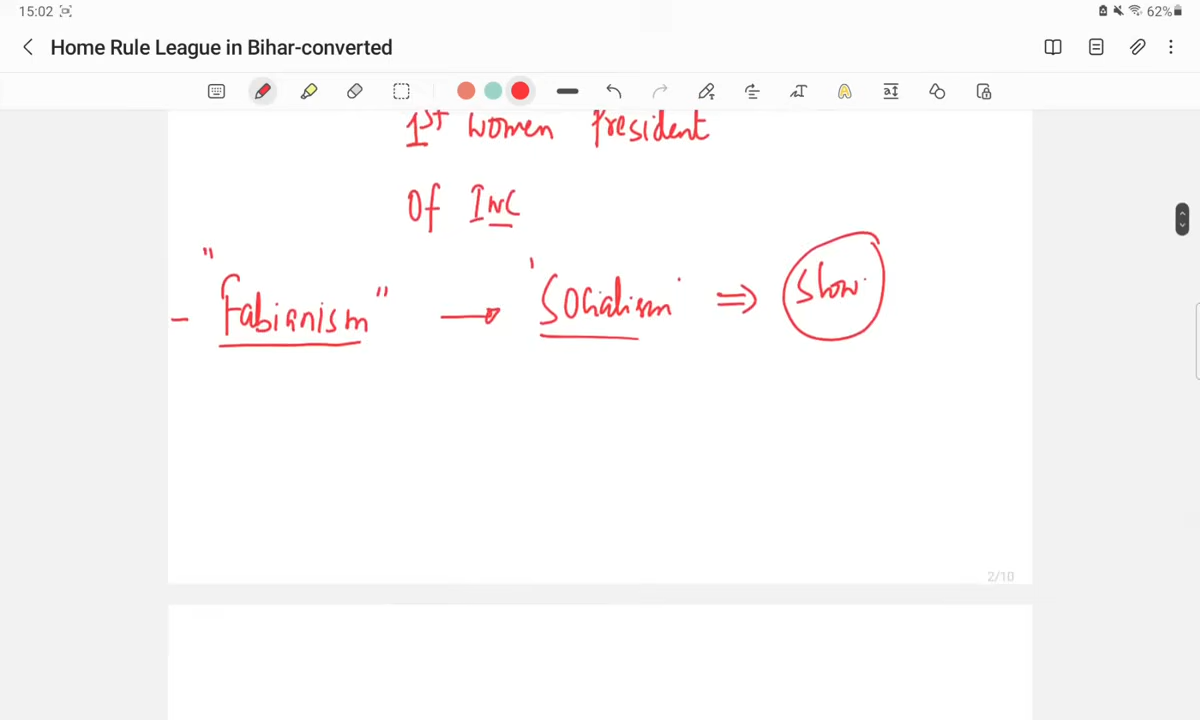 15:02 62%
Home Rule League in Bihar-converted
1st women President
Of INC
- "Fabianism" → 'Socialism' ⇒ Slow
2/10